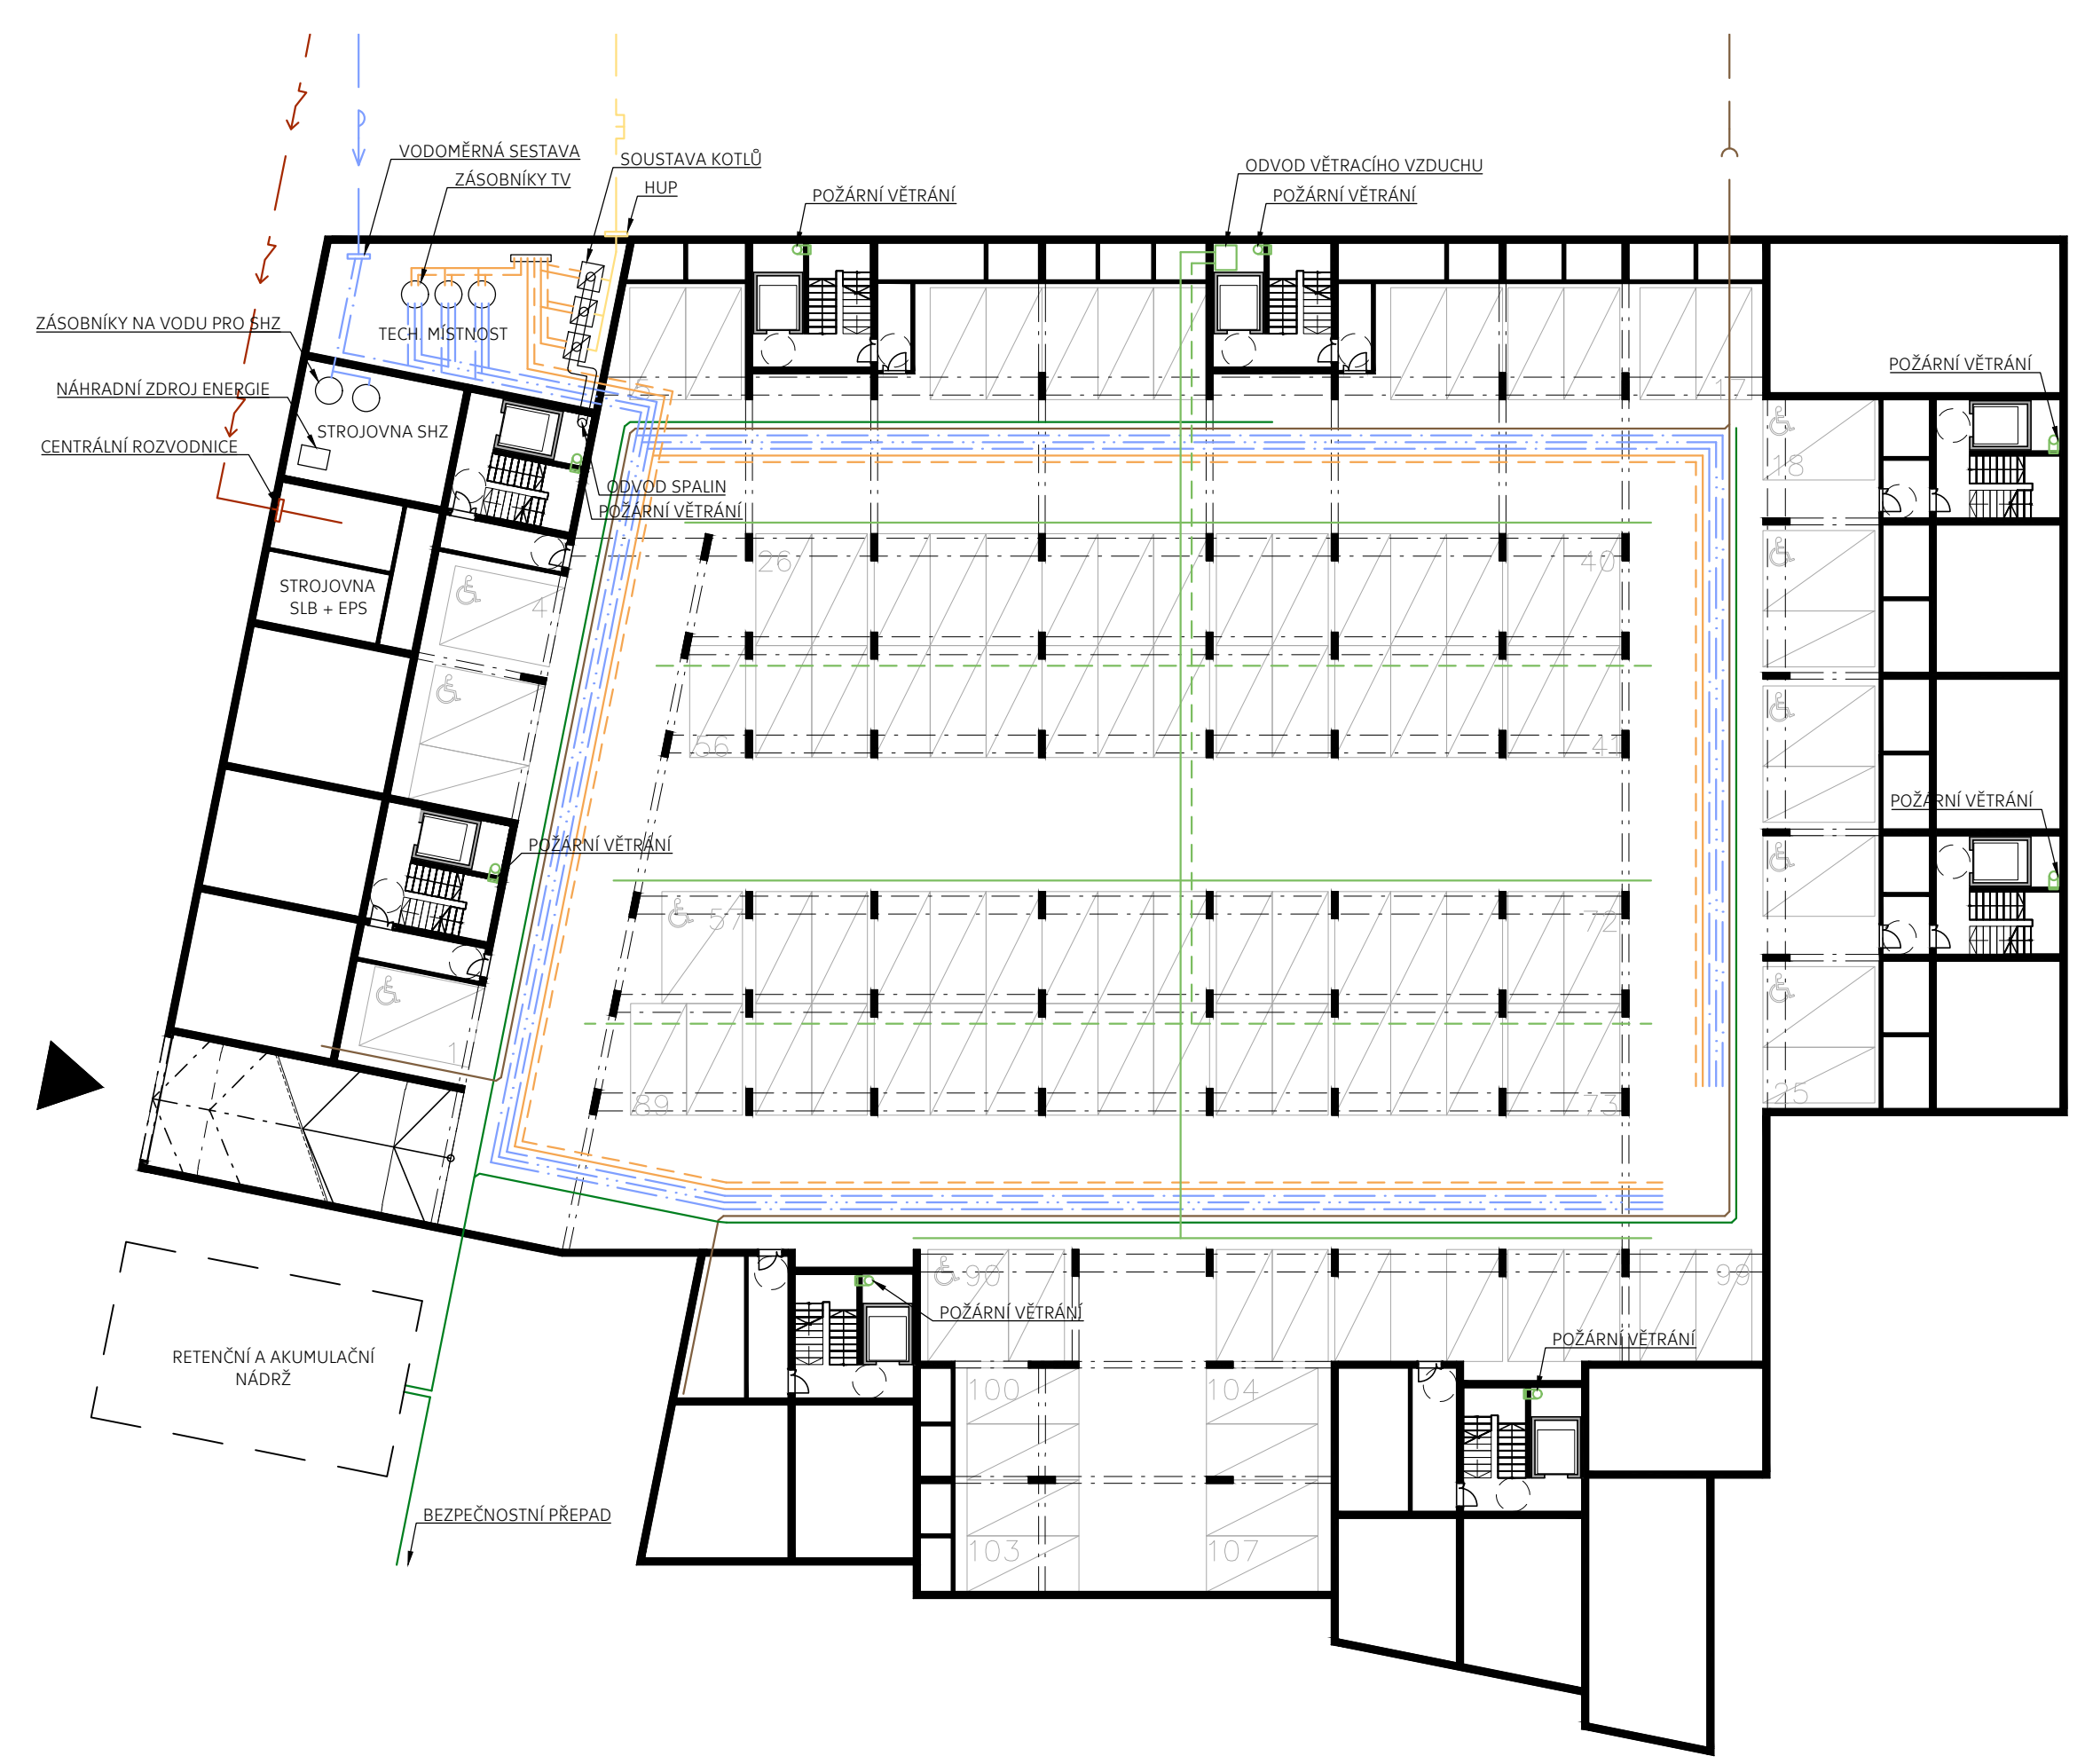 VODOMĚRNÁ SESTAVA
ZÁSOBNÍKY TV
SOUSTAVA KOTLŮ
HUP
POŽÁRNÍ VĚTRÁNÍ
ODVOD VĚTRACÍHO VZDUCHU
POŽÁRNÍ VĚTRÁNÍ
ZÁSOBNÍKY NA VODU PRO SHZ
TECH. MÍSTNOST
NÁHRADNÍ ZDROJ ENERGIE
STROJOVNA SHZ
CENTRÁLNÍ ROZVODNICE
5
17
POŽÁRNÍ VĚTRÁNÍ
18
ODVOD SPALIN
POŽÁRNÍ VĚTRÁNÍ
26
40
STROJOVNA
SLB + EPS
4
56
41
POŽÁRNÍ VĚTRÁNÍ
POŽÁRNÍ VĚTRÁNÍ
57
72
1
89
73
25
90
99
POŽÁRNÍ VĚTRÁNÍ
POŽÁRNÍ VĚTRÁNÍ
RETENČNÍ A AKUMULAČNÍ
NÁDRŽ
100
104
BEZPEČNOSTNÍ PŘEPAD
103
107